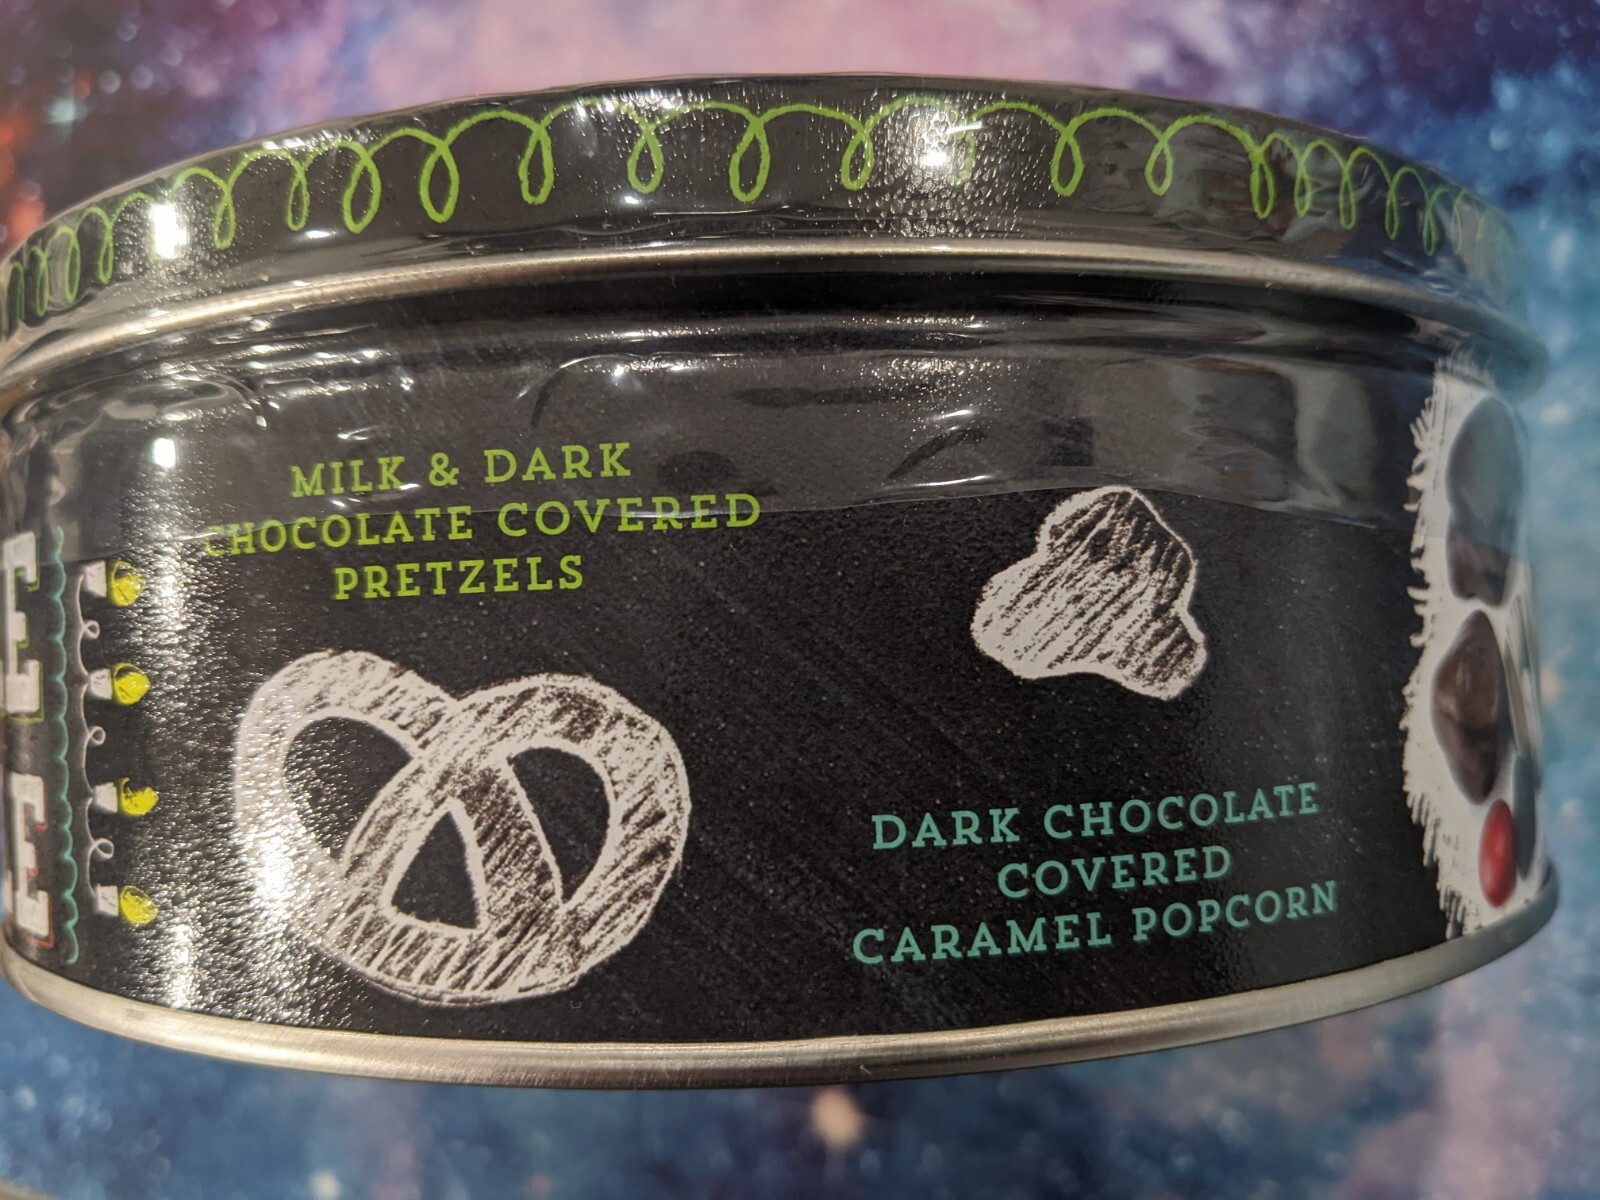 MILK & DARK
CHOCOLATE COVERED
PRETZELS
DARK CHOCOLATE
COVERED
CARAMEL POPCORN